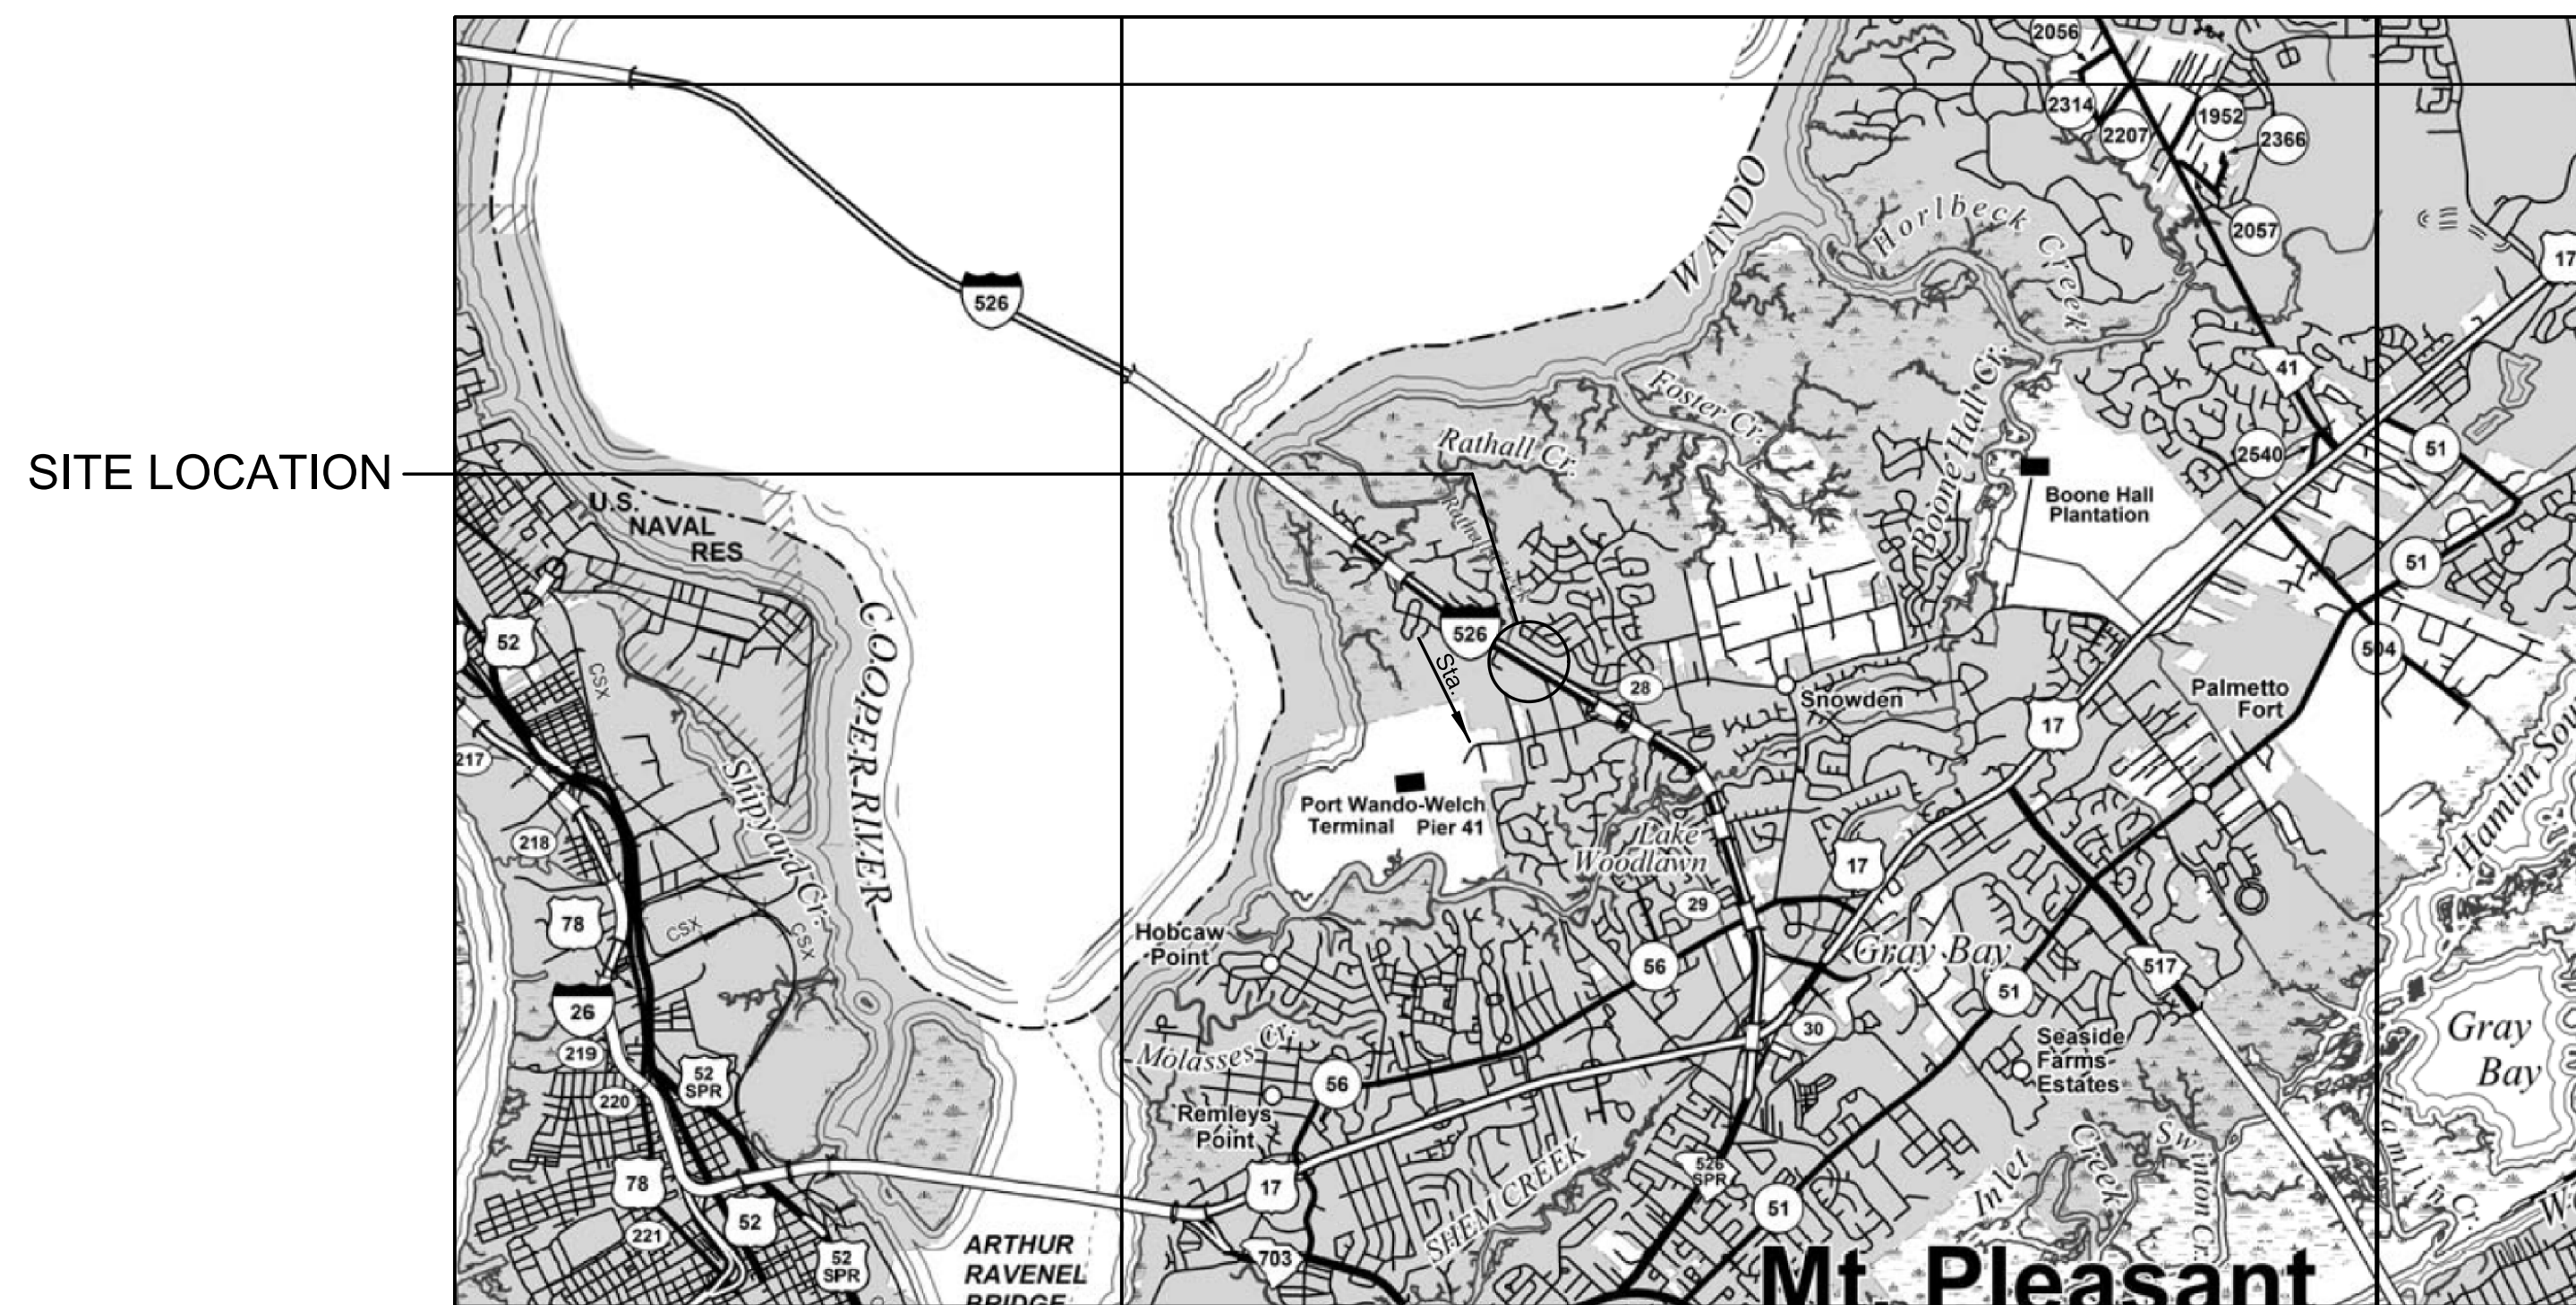 2056
2314
2207
1952
2366
2057
WANDO
Horlbeck Creek
17
526
41
Foster Cr.
Boone Hall Cr.
Rathall Cr.
2540
51
SITE LOCATION
U.S.
NAVAL
RES
Boone Hall
Plantation
51
COOPER RIVER
526
52
504
CSX
Sta.
28
Snowden
Palmetto
Fort
17
217
Shipyard Cr.
Port Wando-Welch
Terminal Pier 41
Hamlin
218
Lake
Woodlawn
17
78
29
Hobcaw
Point
CSX
CSX
56
Gray Bay
517
51
26
219
30
Gray
Bay
Molasses Cr.
Seaside
Farms
Estates
52
SPR
56
220
Remleys
Point
Hamlin Cr.
SHEM CREEK
Inlet
Creek
Swinton Cr.
526
SPR
78
17
51
52
221
ARTHUR
RAVENEL
BRIDGE
703
52
SPR
Mt. Pleasant